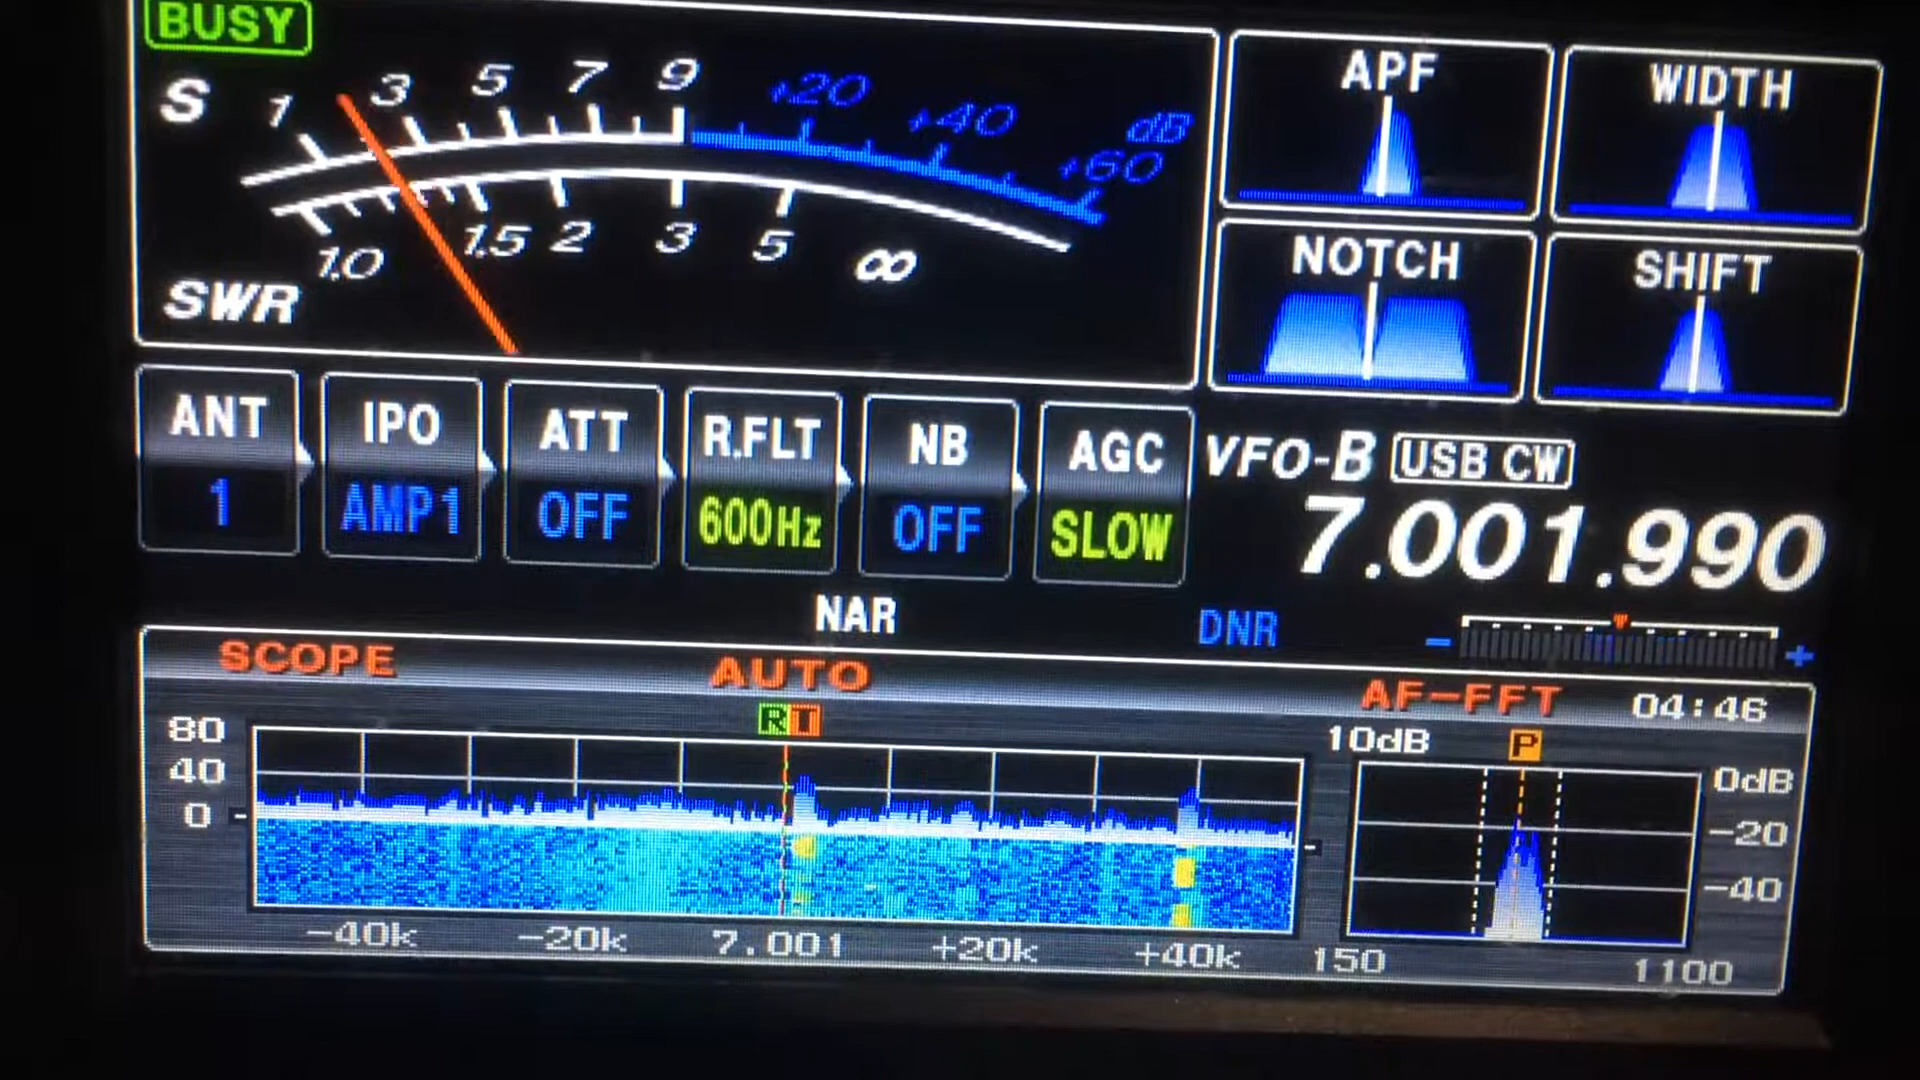 BUSY
S 1 3 5 7 9 +20 +40 +60 dB
1.0 1.5 2 3 5 ∞
SWR
APF WIDTH
NOTCH SHIFT
ANT IPO ATT R.FLT NB AGC
1 AMP1 OFF 600Hz OFF SLOW
VFO-B USB CW
7.001.990
NAR DNR - +
SCOPE AUTO AF-FFT 04:46
R T
80
40
0
-40k -20k 7.001 +20k +40k
10dB P
0dB
-20
-40
150 1100